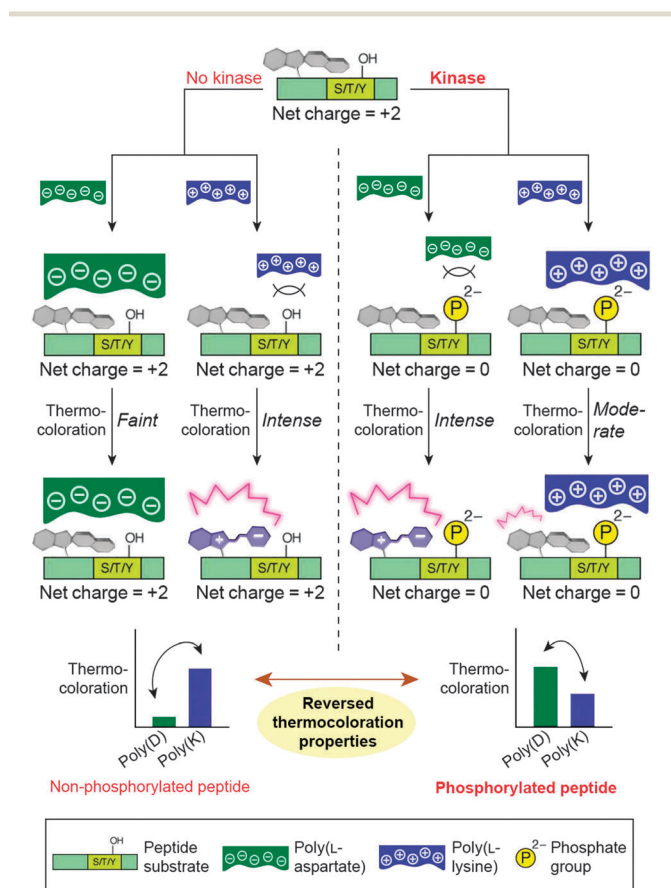 OH
S/T/Y
No kinase
Kinase
Net charge = +2
OH
S/T/Y
Net charge = +2
OH
S/T/Y
Net charge = +2
P 2–
S/T/Y
Net charge = 0
P 2–
S/T/Y
Net charge = 0
Thermo-
coloration
Faint
Thermo-
coloration
Intense
Thermo-
coloration
Intense
Thermo-
coloration
Mode-
rate
OH
S/T/Y
Net charge = +2
OH
S/T/Y
Net charge = +2
P 2–
S/T/Y
Net charge = 0
P 2–
S/T/Y
Net charge = 0
Thermo-
coloration
Poly(D)
Poly(K)
Non-phosphorylated peptide
Reversed
thermocoloration
properties
Thermo-
coloration
Poly(D)
Poly(K)
Phosphorylated peptide
OH
S/T/Y
Peptide
substrate
Poly(L-
aspartate)
Poly(L-
lysine)
P 2–
Phosphate
group